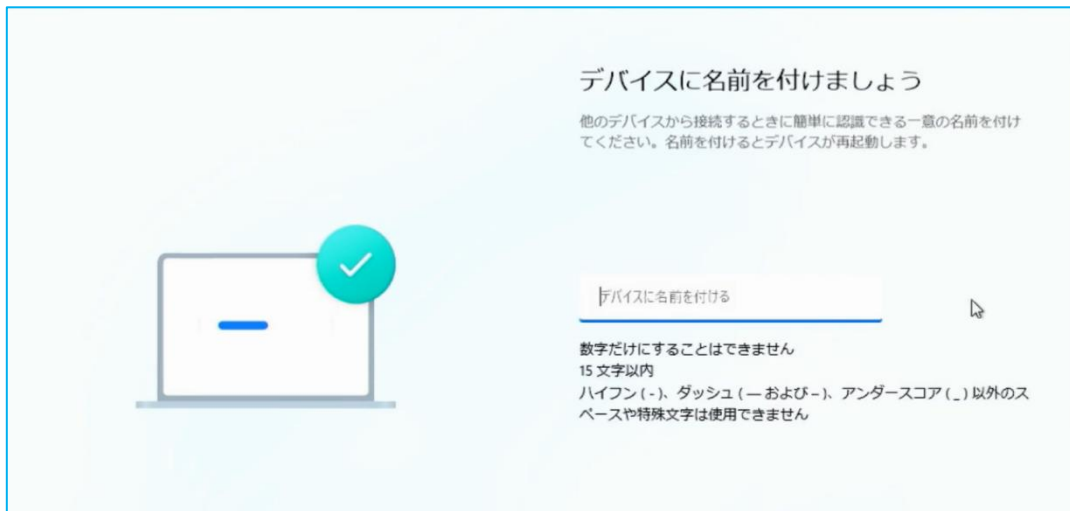 デバイスに名前を付けましょう
他のデバイスから接続するときに簡単に認識できる一意の名前を付け
てください。名前を付けるとデバイスが再起動します。
デバイスに名前を付ける
数字だけにすることはできません
15 文字以内
ハイフン ( - )、ダッシュ ( — および – )、アンダースコア ( _ ) 以外のス
ペースや特殊文字は使用できません